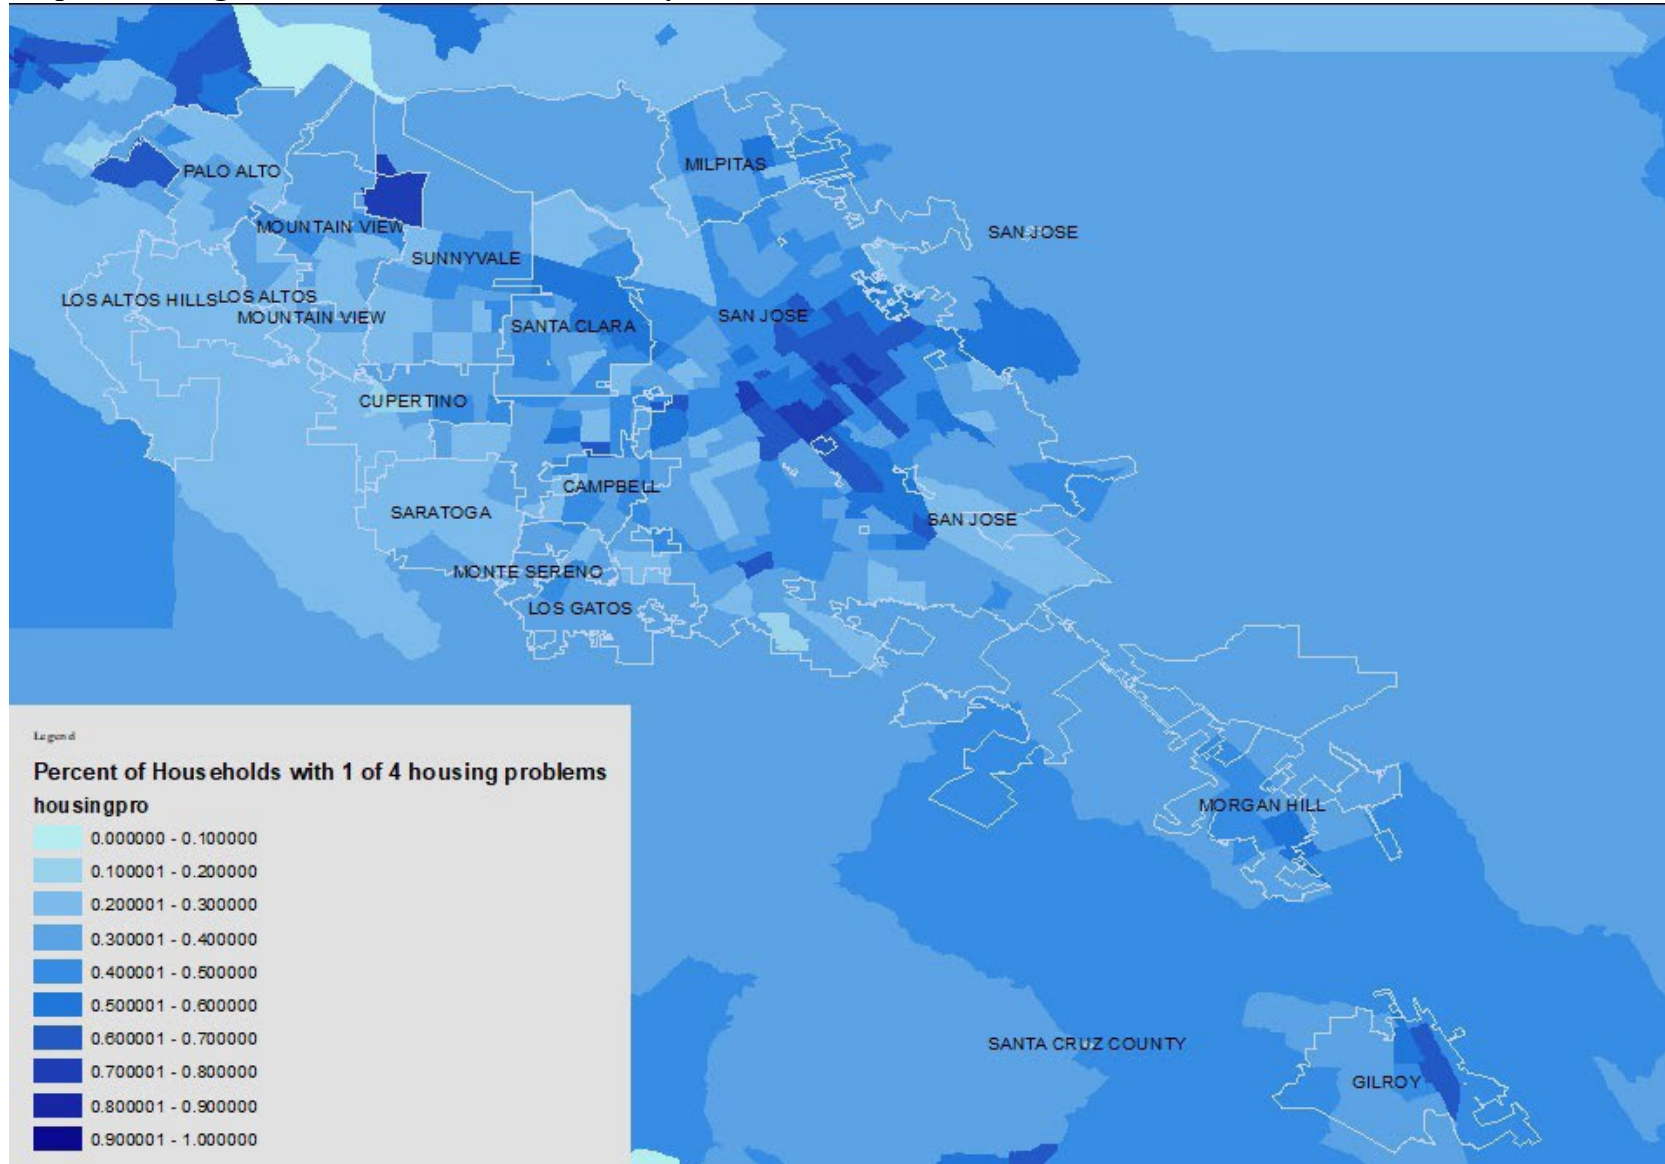 MILPITAS
PALO ALTO
MOUNTAIN VIEW
SAN JOSE
SUNNYVALE
LOS ALTOS HILLS
LOS ALTOS
MOUNTAIN VIEW
SANTA CLARA
SAN JOSE
CUPERTINO
CAMPBELL
SARATOGA
SAN JOSE
MONTE SERENO
LOS GATOS
Legend
Percent of Households with 1 of 4 housing problems
housingpro
0.000000 - 0.100000
0.100001 - 0.200000
0.200001 - 0.300000
0.300001 - 0.400000
0.400001 - 0.500000
0.500001 - 0.600000
0.600001 - 0.700000
0.700001 - 0.800000
0.800001 - 0.900000
0.900001 - 1.000000
MORGAN HILL
SANTA CRUZ COUNTY
GILROY